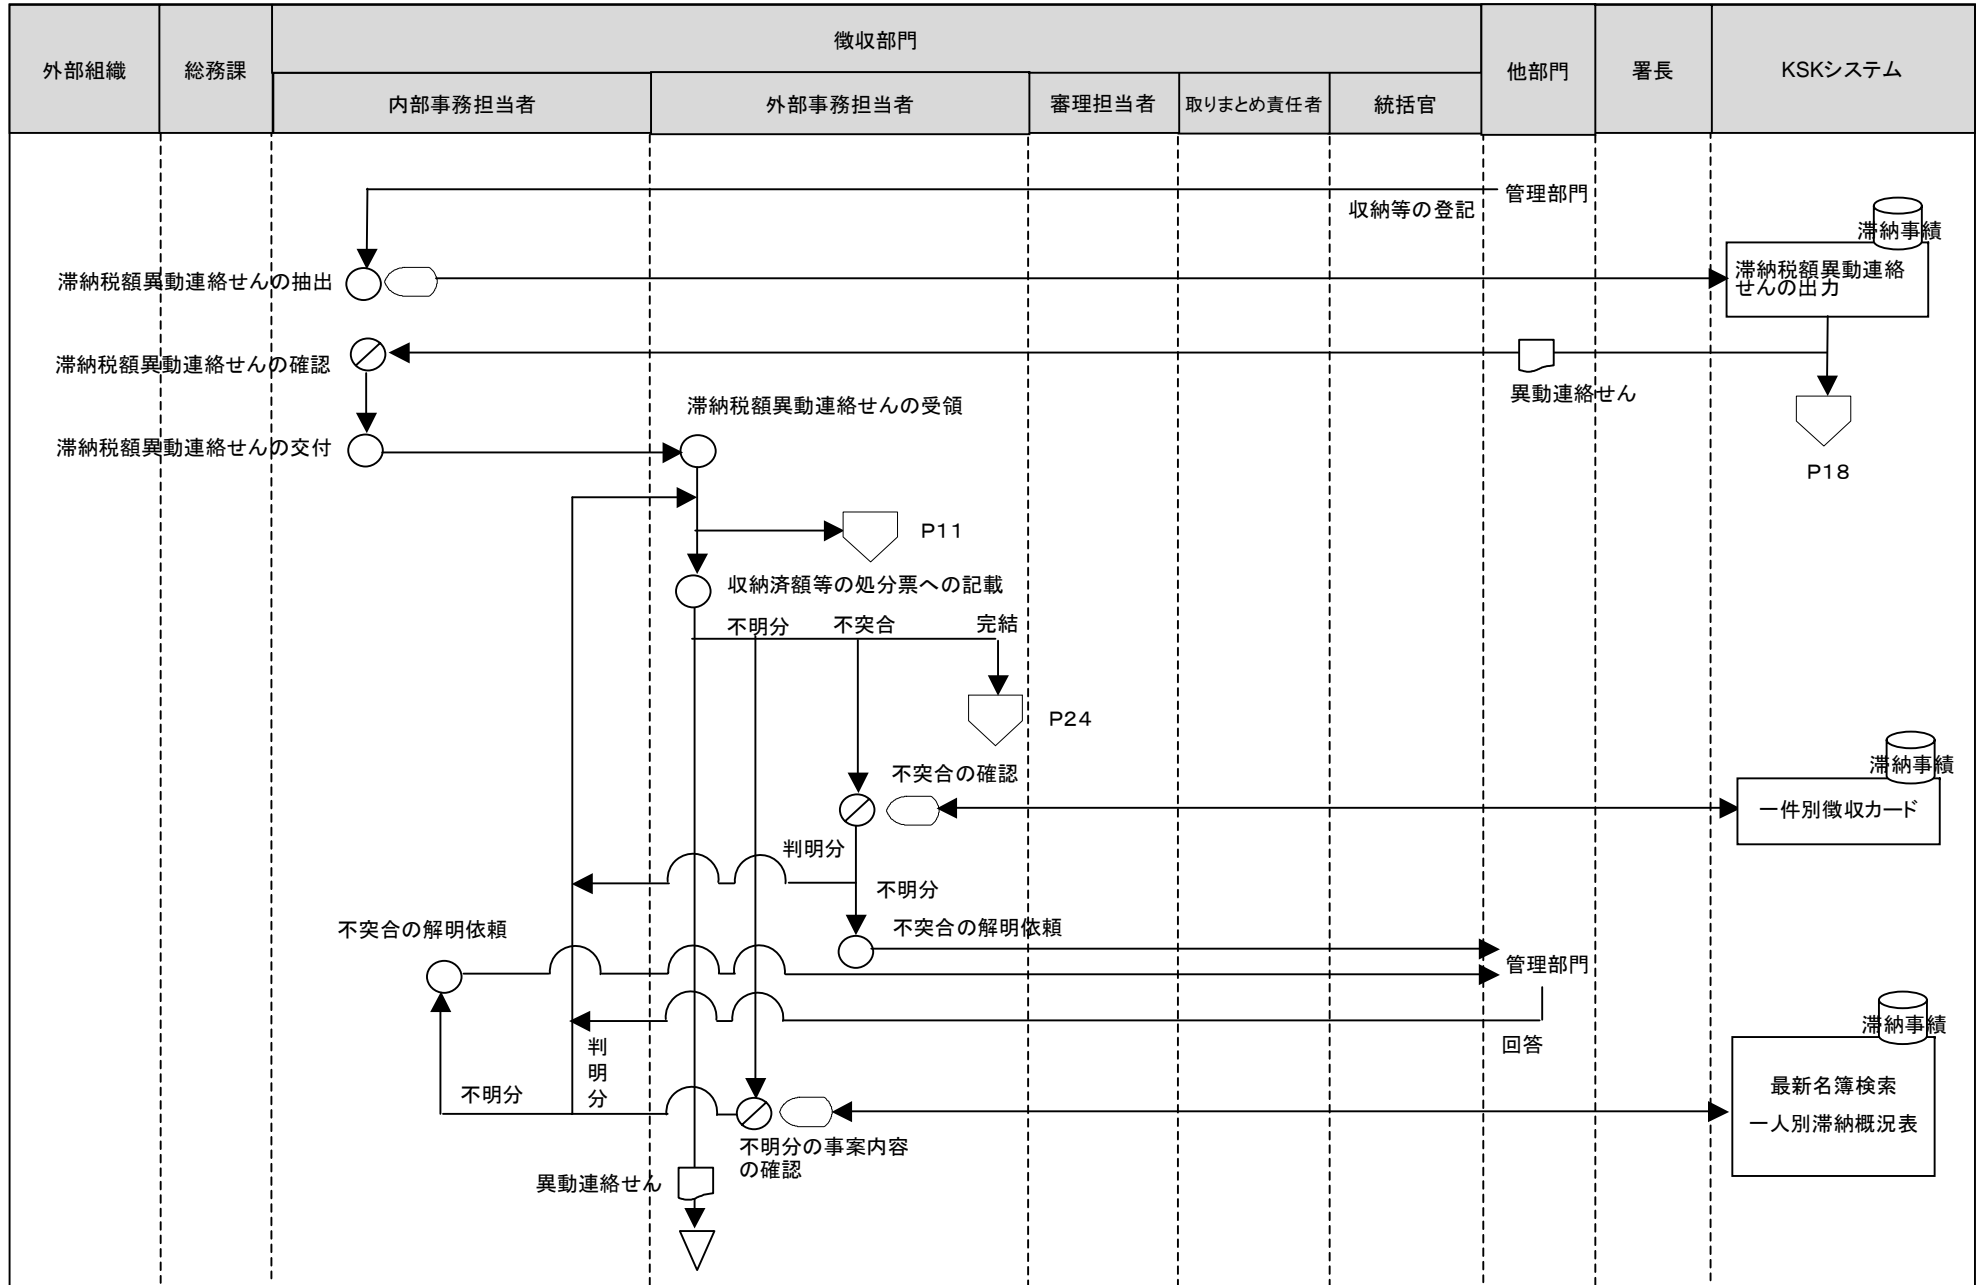 外部組織
総務課
徴収部門
内部事務担当者
外部事務担当者
審理担当者
取りまとめ責任者
統括官
他部門
署長
KSKシステム
管理部門
収納等の登記
滞納事績
滞納税額異動連絡せんの抽出
滞納税額異動連絡
せんの出力
滞納税額異動連絡せんの確認
異動連絡せん
滞納税額異動連絡せんの受領
滞納税額異動連絡せんの交付
P18
P11
収納済額等の処分票への記載
不明分
不突合
完結
P24
不突合の確認
滞納事績
一件別徴収カード
判明分
不明分
不突合の解明依頼
不突合の解明依頼
管理部門
滞納事績
回答
判
明
分
不明分
最新名簿検索
一人別滞納概況表
不明分の事案内容
の確認
異動連絡せん